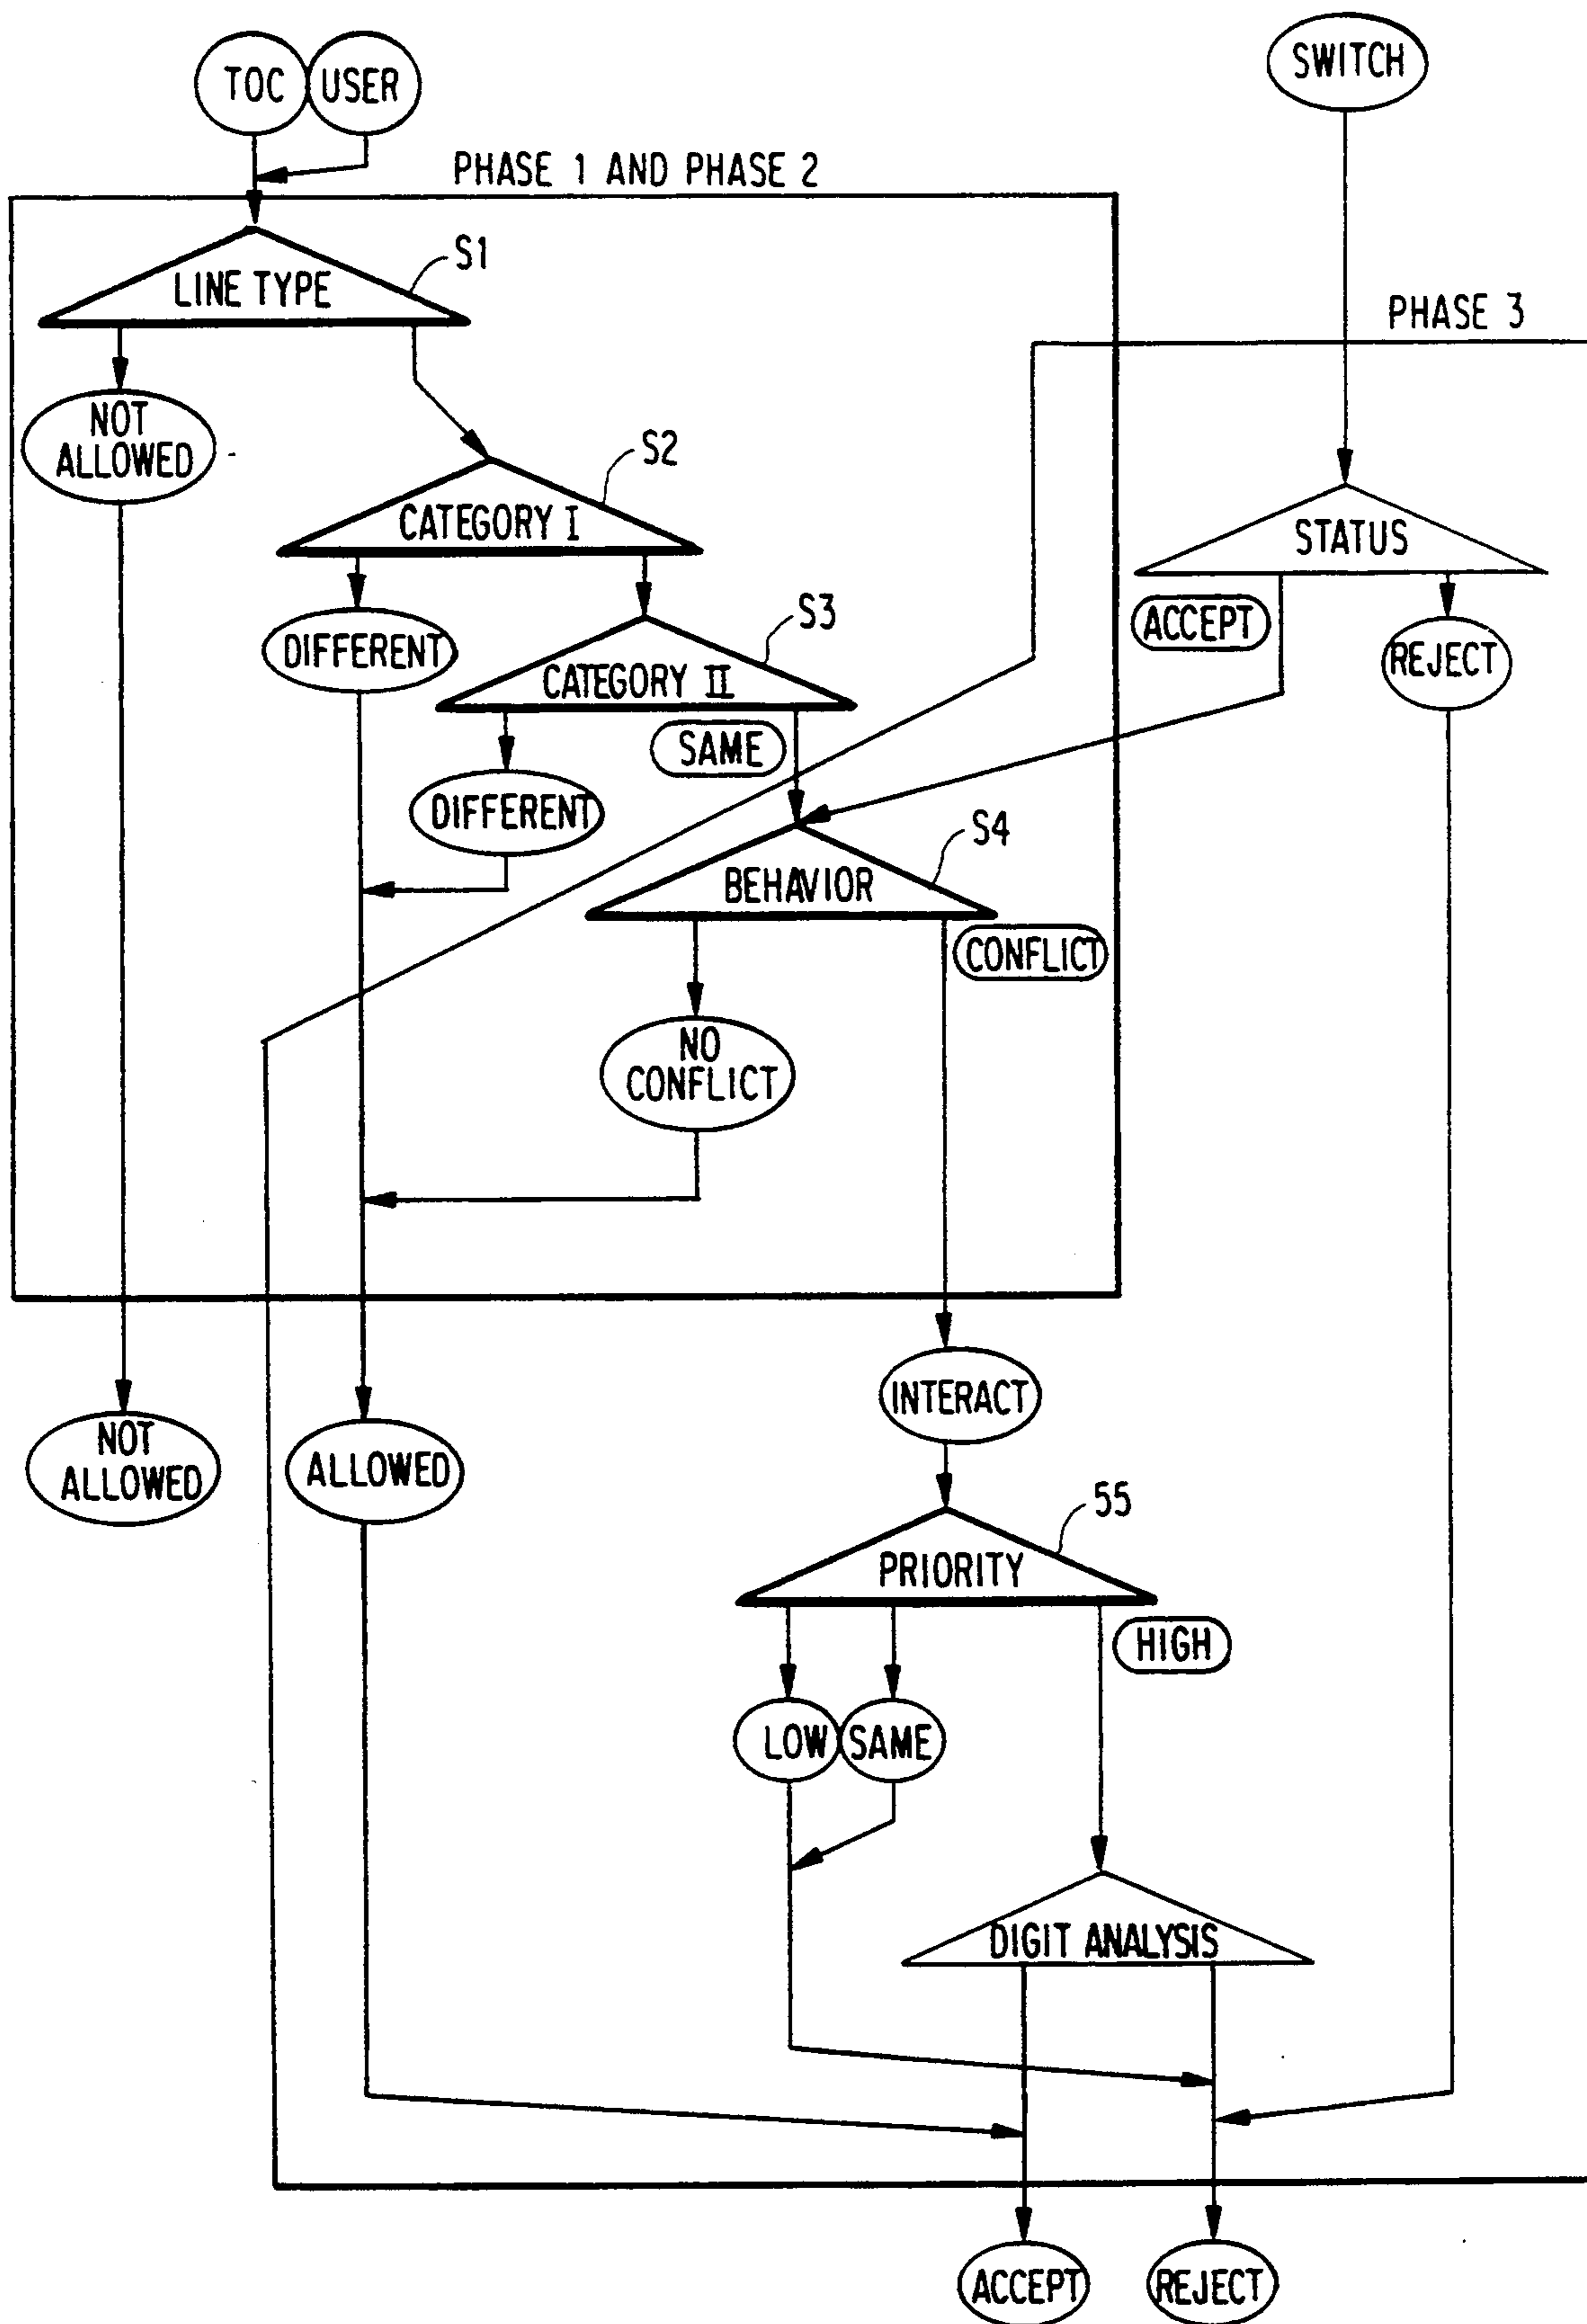 TOC
USER
SWITCH
PHASE 1 AND PHASE 2
S1
LINE TYPE
PHASE 3
NOT
ALLOWED
S2
CATEGORY I
STATUS
ACCEPT
REJECT
DIFFERENT
S3
CATEGORY II
SAME
DIFFERENT
S4
BEHAVIOR
CONFLICT
NO
CONFLICT
INTERACT
NOT
ALLOWED
ALLOWED
55
PRIORITY
HIGH
LOW
SAME
DIGIT ANALYSIS
ACCEPT
REJECT